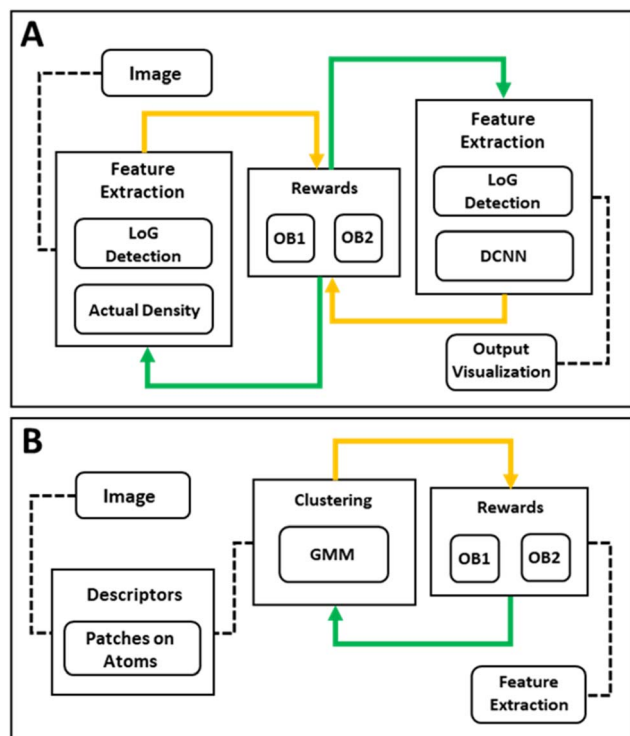 A
Image
Feature
Extraction
LoG
Detection
Actual Density
Rewards
OB1
OB2
Feature
Extraction
LoG
Detection
DCNN
Output
Visualization
B
Image
Descriptors
Patches on
Atoms
Clustering
GMM
Rewards
OB1
OB2
Feature
Extraction